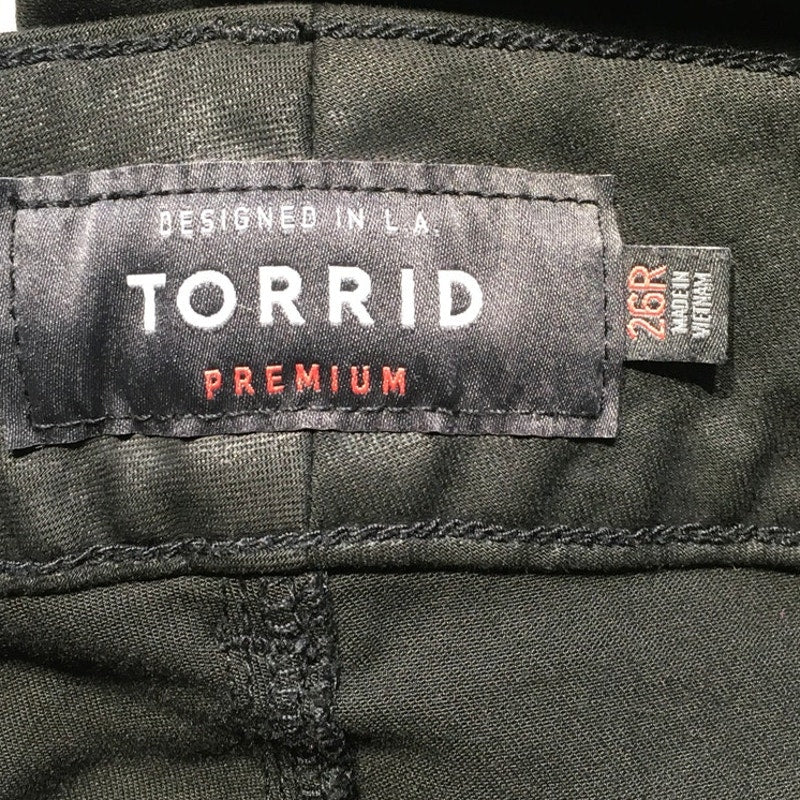 DESIGNED IN L.A.
TORRID
PREMIUM
26R
MADE IN
VIETNAM